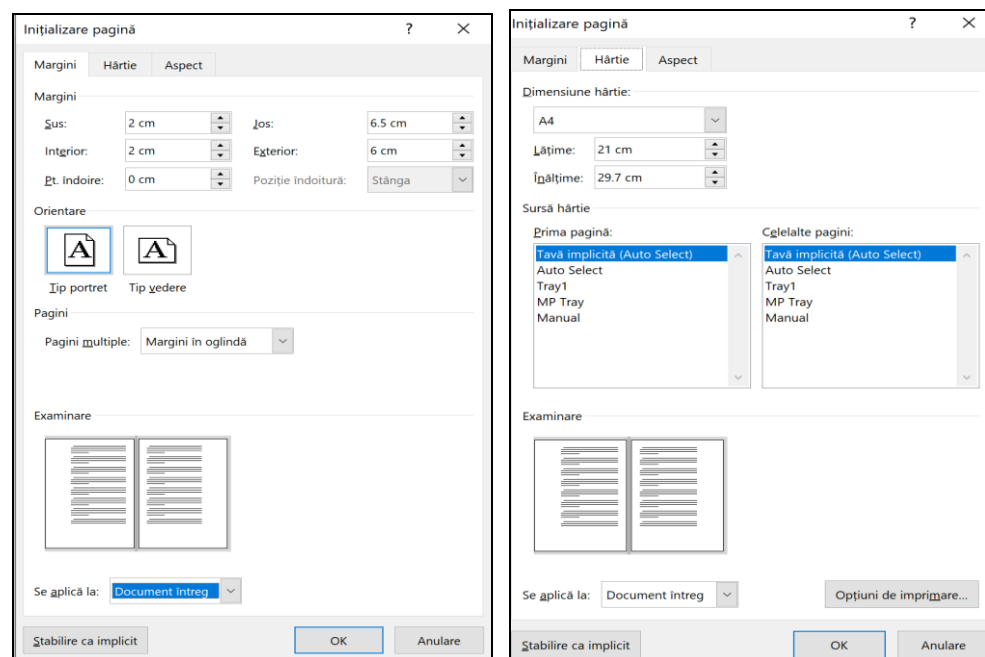 Inițializare pagină ? ×
Margini Hârtie Aspect
Margini
Sus: 2 cm Jos: 6.5 cm
Interior: 2 cm Exterior: 6 cm
Pt. îndoire: 0 cm Poziție îndoitură: Stânga
Orientare
A A
Tip portret Tip vedere
Pagini
Pagini multiple: Margini în oglindă
Examinare
Se aplică la: Document întreg
Stabilire ca implicit OK Anulare
Inițializare pagină ? ×
Margini Hârtie Aspect
Dimensiune hârtie:
A4
Lățime: 21 cm
Înălțime: 29.7 cm
Sursă hârtie
Prima pagină: Celelalte pagini:
Tavă implicită (Auto Select) Tavă implicită (Auto Select)
Auto Select Auto Select
Tray1 Tray1
MP Tray MP Tray
Manual Manual
Examinare
Se aplică la: Document întreg Opțiuni de imprimare...
Stabilire ca implicit OK Anulare